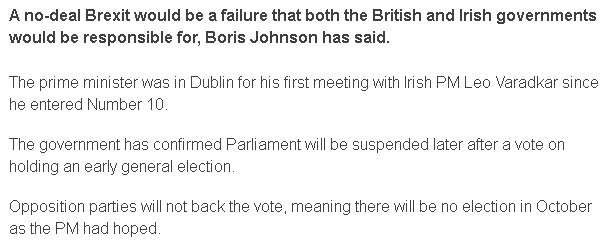 A no-deal Brexit would be a failure that both the British and Irish governments
would be responsible for, Boris Johnson has said.
The prime minister was in Dublin for his first meeting with Irish PM Leo Varadkar since
he entered Number 10.
The government has confirmed Parliament will be suspended later after a vote on
holding an early general election.
Opposition parties will not back the vote, meaning there will be no election in October
as the PM had hoped.